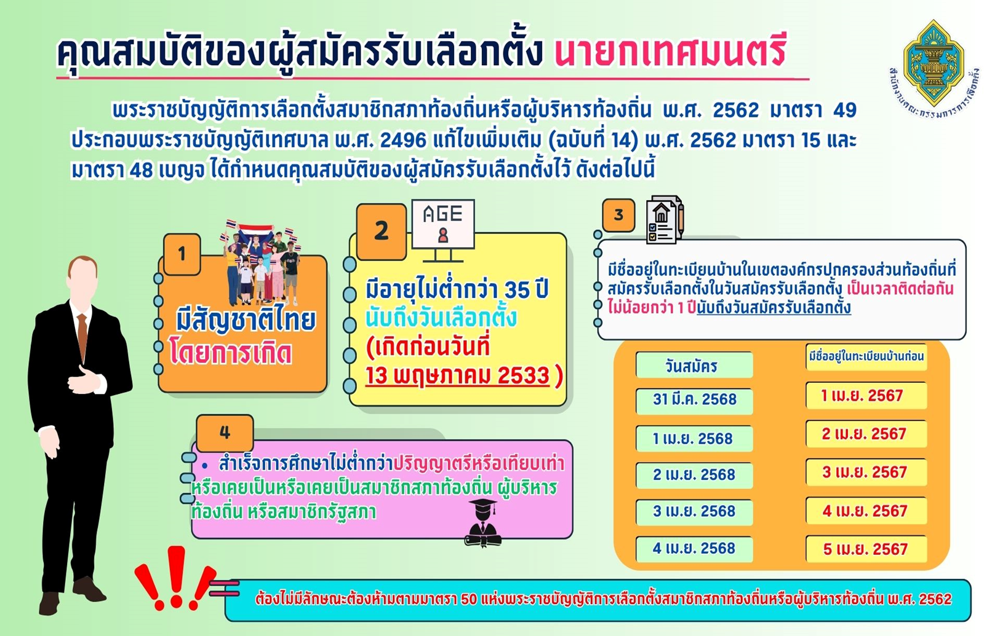 คุณสมบัติของผู้สมัครรับเลือกตั้ง นายกเทศมนตรี
สำนักงานคณะกรรมการการเลือกตั้ง
พระราชบัญญัติการเลือกตั้งสมาชิกสภาท้องถิ่นหรือผู้บริหารท้องถิ่น พ.ศ. 2562 มาตรา 49
ประกอบพระราชบัญญัติเทศบาล พ.ศ. 2496 แก้ไขเพิ่มเติม (ฉบับที่ 14) พ.ศ. 2562 มาตรา 15 และ
มาตรา 48 เบญจ ได้กำหนดคุณสมบัติของผู้สมัครรับเลือกตั้งไว้ ดังต่อไปนี้
1
มีสัญชาติไทย
โดยการเกิด
2
AGE
มีอายุไม่ต่ำกว่า 35 ปี
นับถึงวันเลือกตั้ง
(เกิดก่อนวันที่
13 พฤษภาคม 2533 )
3
มีชื่ออยู่ในทะเบียนบ้านในเขตองค์กรปกครองส่วนท้องถิ่นที่
สมัครรับเลือกตั้งในวันสมัครรับเลือกตั้ง เป็นเวลาติดต่อกัน
ไม่น้อยกว่า 1 ปีนับถึงวันสมัครรับเลือกตั้ง
วันสมัคร มีชื่ออยู่ในทะเบียนบ้านก่อน
31 มี.ค. 2568 1 เม.ย. 2567
1 เม.ย. 2568 2 เม.ย. 2567
2 เม.ย. 2568 3 เม.ย. 2567
3 เม.ย. 2568 4 เม.ย. 2567
4 เม.ย. 2568 5 เม.ย. 2567
4
• สำเร็จการศึกษาไม่ต่ำกว่าปริญญาตรีหรือเทียบเท่า
หรือเคยเป็นหรือเคยเป็นสมาชิกสภาท้องถิ่น ผู้บริหาร
ท้องถิ่น หรือสมาชิกรัฐสภา
ต้องไม่มีลักษณะต้องห้ามตามมาตรา 50 แห่งพระราชบัญญัติการเลือกตั้งสมาชิกสภาท้องถิ่นหรือผู้บริหารท้องถิ่น พ.ศ. 2562